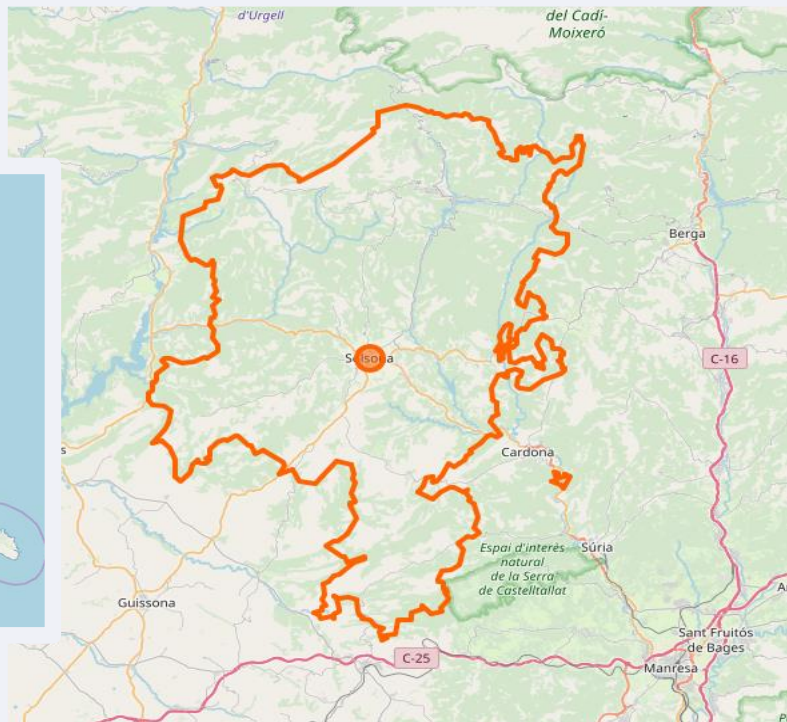 d'Urgell
del Cadí-
Moixeró
Berga
C-16
Solsona
s
Cardona
Espai d'interès
natural
de la Serra
de Castelltallat
Súria
Guissona
Sant Fruitós
de Bages
C-25
Manresa